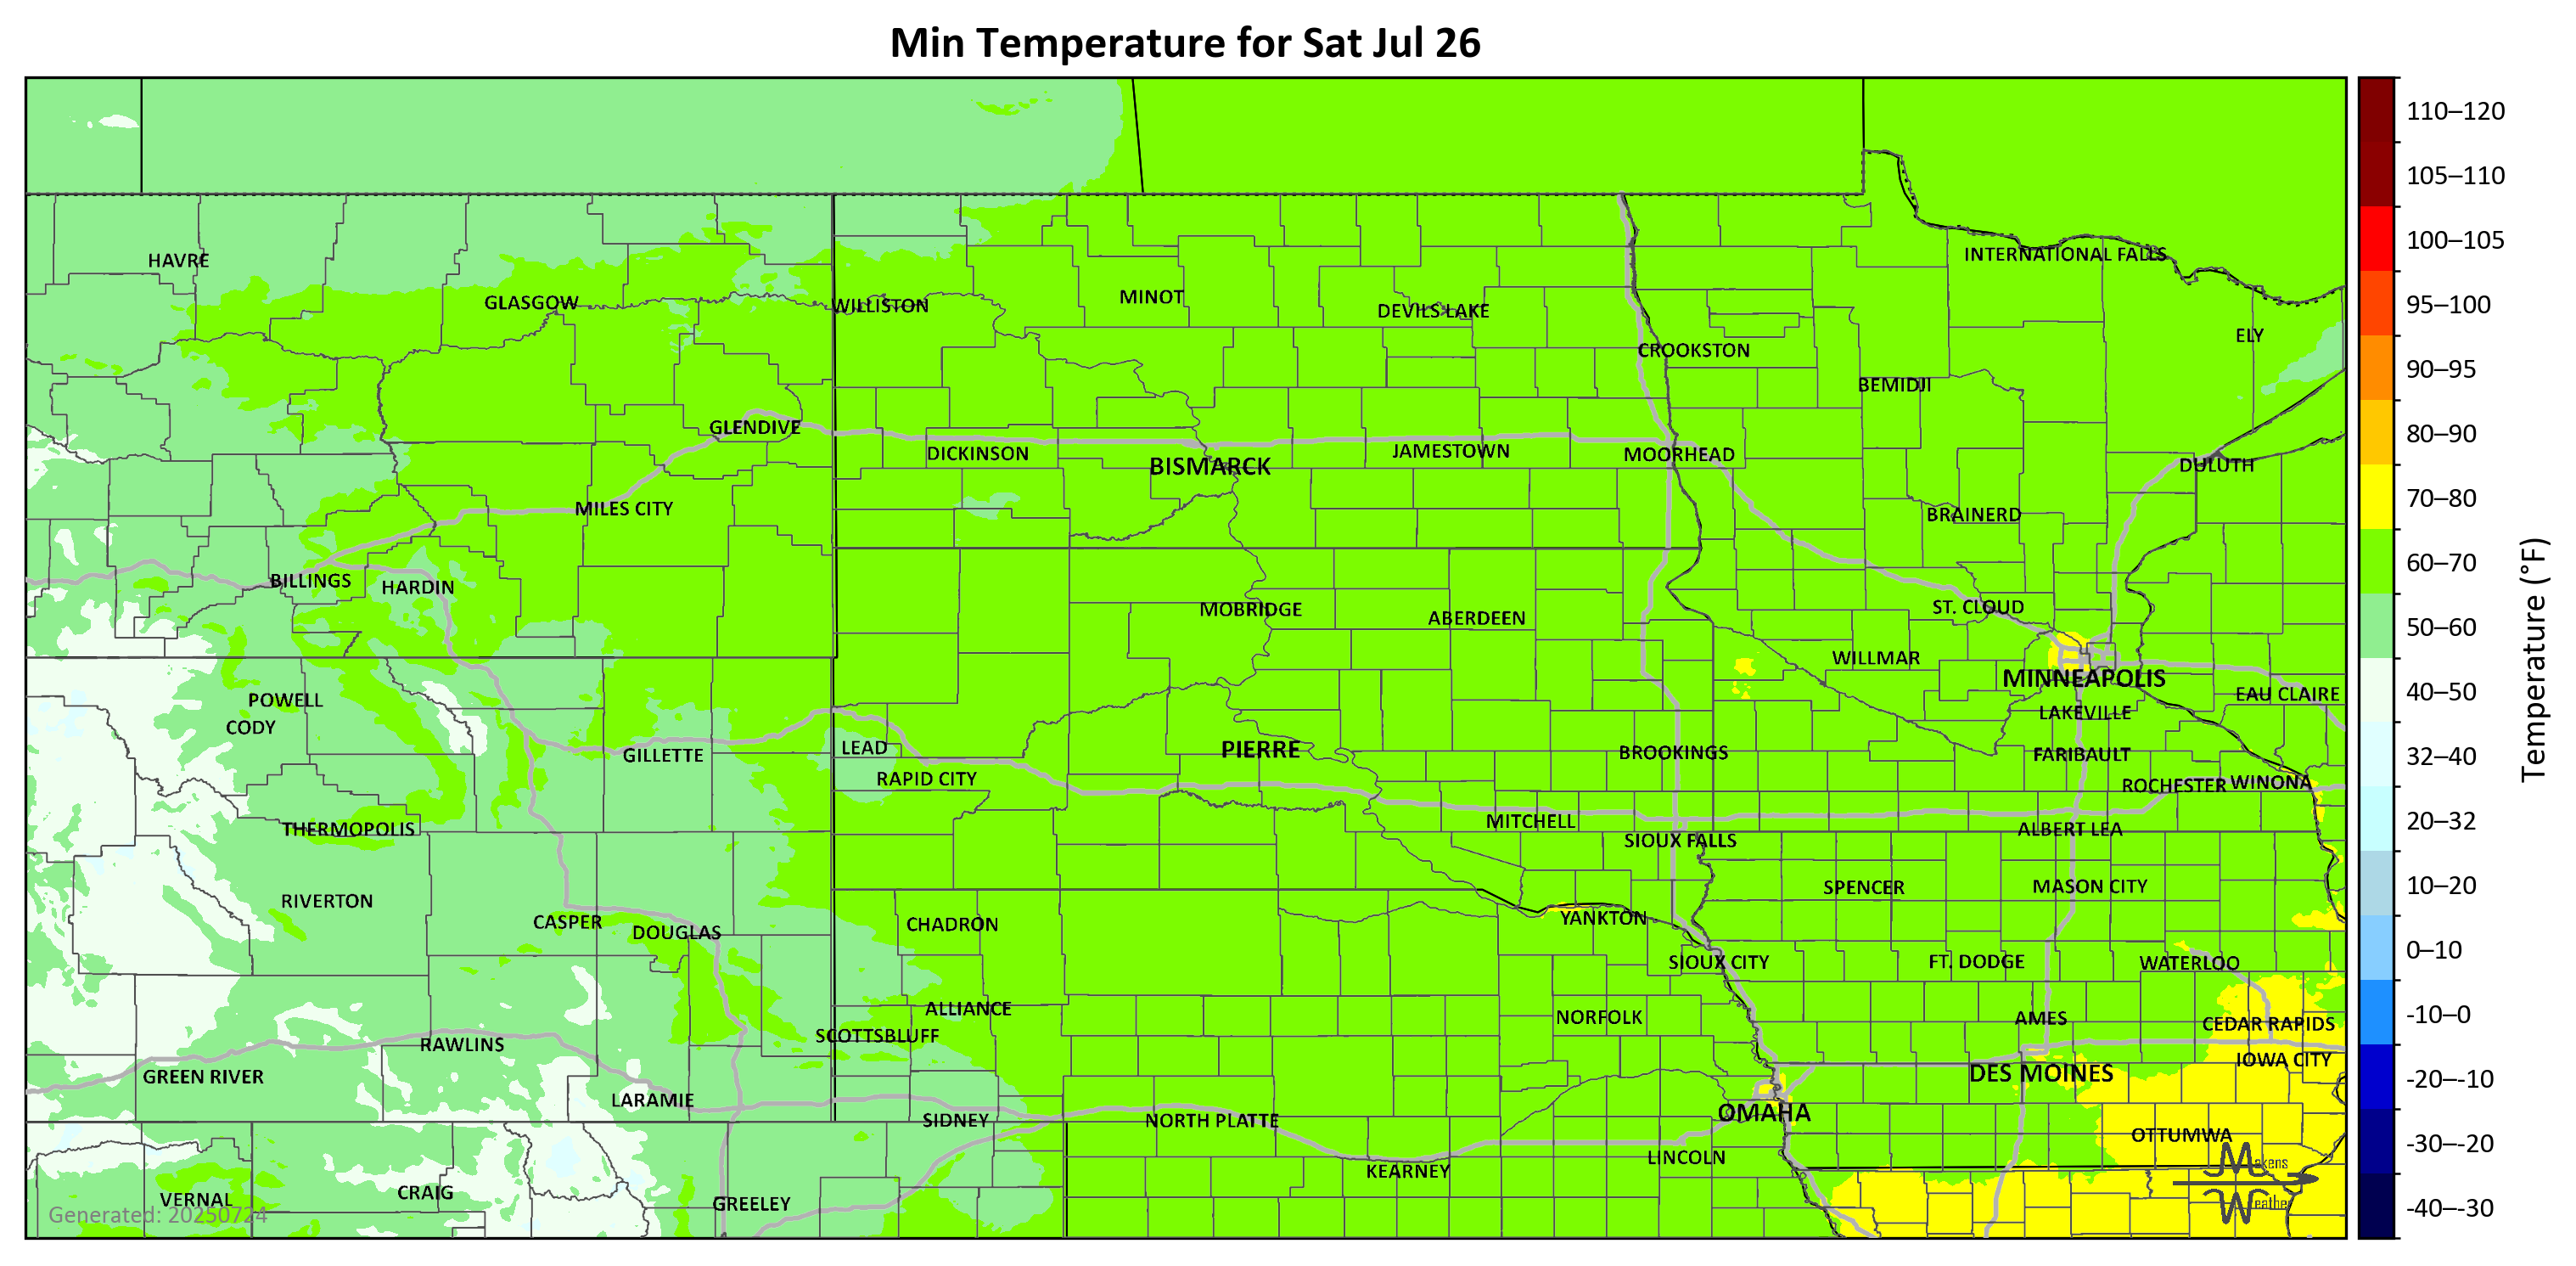 Min Temperature for Sat Jul 26
110–120
105–110
100–105
95–100
90–95
80–90
70–80
60–70
50–60
40–50
32–40
20–32
10–20
0–10
-10–0
-20–-10
-30–-20
-40–-30
Temperature (°F)
HAVRE
INTERNATIONAL FALLS
GLASGOW
WILLISTON
MINOT
DEVILS LAKE
ELY
CROOKSTON
BEMIDJI
GLENDIVE
DICKINSON
BISMARCK
JAMESTOWN
MOORHEAD
DULUTH
MILES CITY
BRAINERD
BILLINGS
HARDIN
MOBRIDGE
ABERDEEN
ST. CLOUD
WILLMAR
MINNEAPOLIS
POWELL
EAU CLAIRE
CODY
LAKEVILLE
GILLETTE
LEAD
PIERRE
BROOKINGS
FARIBAULT
RAPID CITY
ROCHESTER
WINONA
THERMOPOLIS
MITCHELL
SIOUX FALLS
ALBERT LEA
RIVERTON
SPENCER
MASON CITY
CASPER
DOUGLAS
CHADRON
YANKTON
SIOUX CITY
FT. DODGE
WATERLOO
ALLIANCE
NORFOLK
AMES
CEDAR RAPIDS
SCOTTSBLUFF
RAWLINS
IOWA CITY
GREEN RIVER
DES MOINES
LARAMIE
SIDNEY
NORTH PLATTE
OMAHA
OTTUMWA
LINCOLN
KEARNEY
VERNAL
CRAIG
GREELEY
Generated: 20250724
Makens
Weather